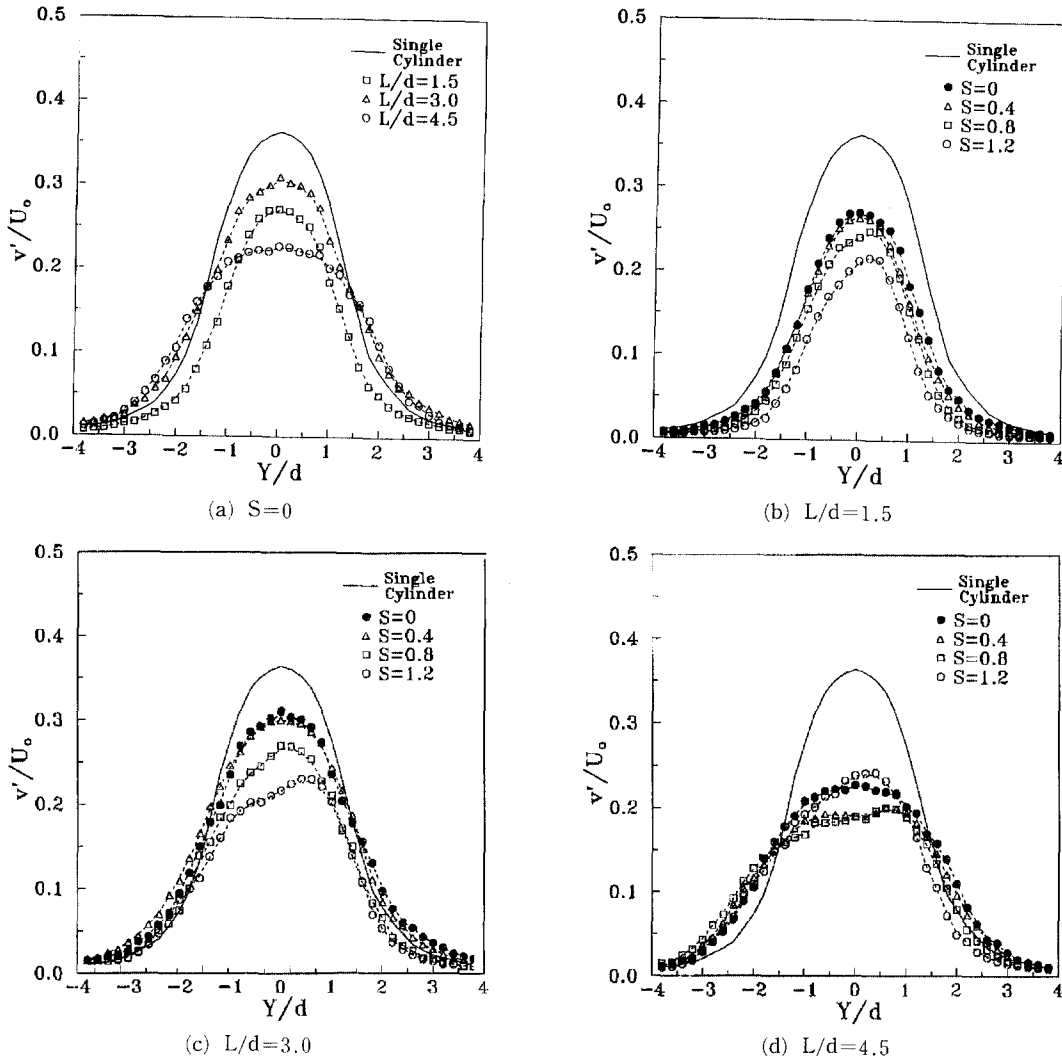 0.5
0.4
0.3
0.2
0.1
0.0
v'/U₀
Single
Cylinder
L/d=1.5
L/d=3.0
L/d=4.5
−4 −3 −2 −1 0 1 2 3 4
Y/d
(a) S=0
0.5
0.4
0.3
0.2
0.1
0.0
v'/U₀
Single
Cylinder
S=0
S=0.4
S=0.8
S=1.2
−4 −3 −2 −1 0 1 2 3 4
Y/d
(b) L/d=1.5
0.5
0.4
0.3
0.2
0.1
0.0
v'/U₀
Single
Cylinder
S=0
S=0.4
S=0.8
S=1.2
−4 −3 −2 −1 0 1 2 3 4
Y/d
(c) L/d=3.0
0.5
0.4
0.3
0.2
0.1
0.0
v'/U₀
Single
Cylinder
S=0
S=0.4
S=0.8
S=1.2
−4 −3 −2 −1 0 1 2 3 4
Y/d
(d) L/d=4.5